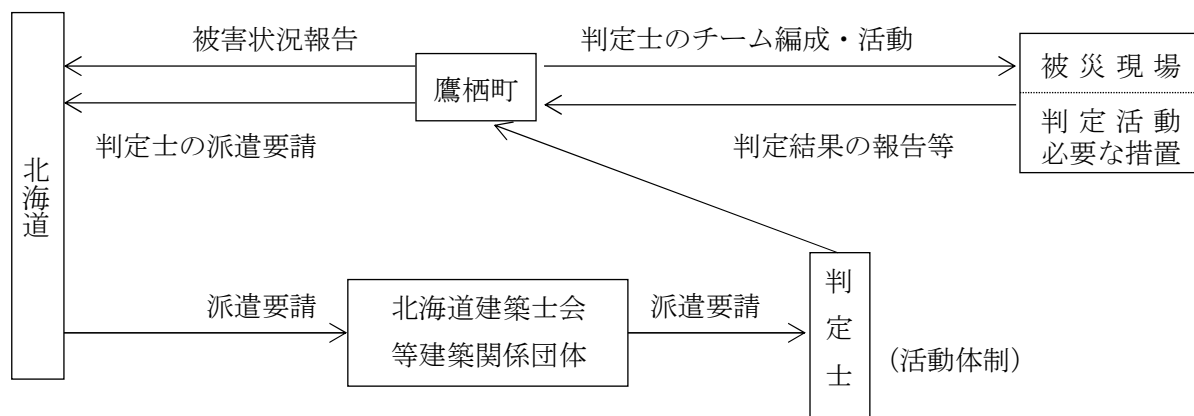 被害状況報告
判定士のチーム編成・活動
鷹栖町
被災現場
判定活動
必要な措置
判定士の派遣要請
判定結果の報告等
北海道
派遣要請
北海道建築士会
等建築関係団体
派遣要請
判定士
（活動体制）